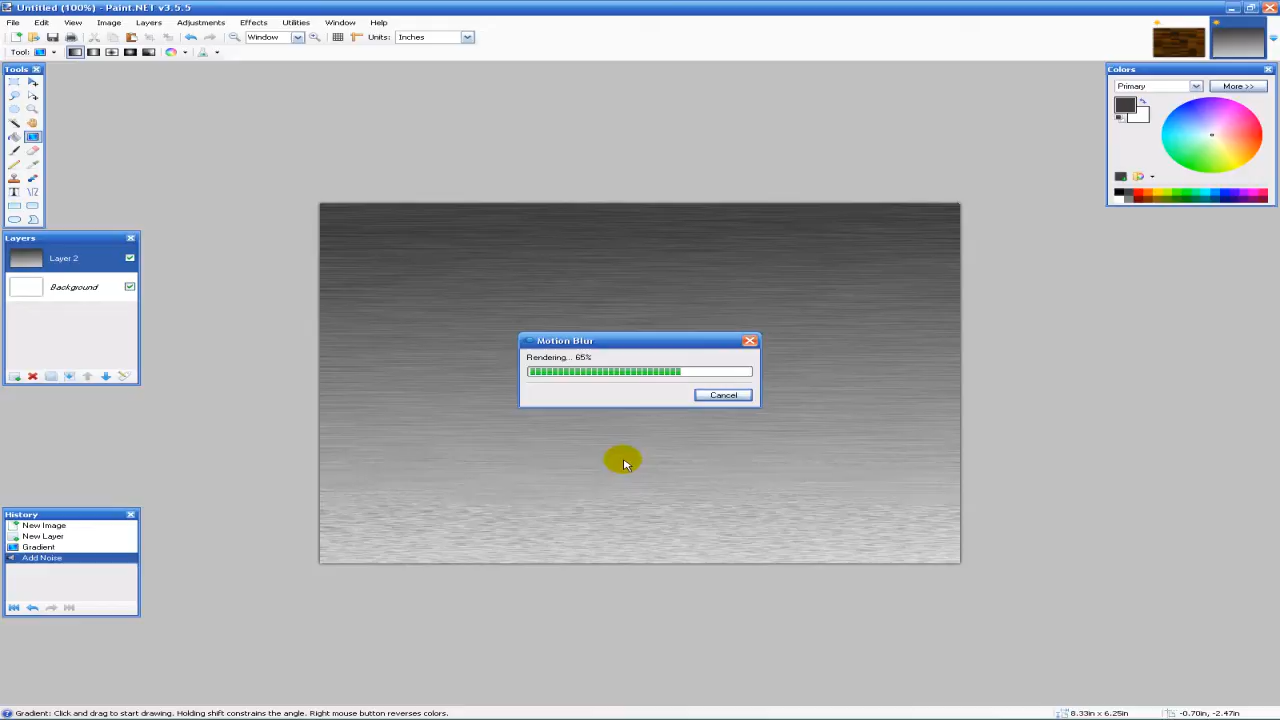 Untitled (100%) - Paint.NET v3.5.5
File Edit View Image Layers Adjustments Effects Utilities Window Help
Window Units: Inches
Tool:
Tools
Colors
Primary More >>
Layers
Layer 2
Background
Motion Blur
Rendering... 65%
Cancel
History
New Image
New Layer
Gradient
Add Noise
Gradient: Click and drag to start drawing. Holding shift constrains the angle. Right mouse button reverses colors. 8.33in x 6.25in -0.70in, -2.47in